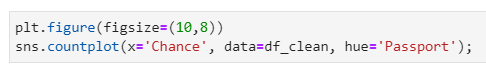 plt.figure(figsize=(10,8))
sns.countplot(x='Chance', data=df_clean, hue='Passport');